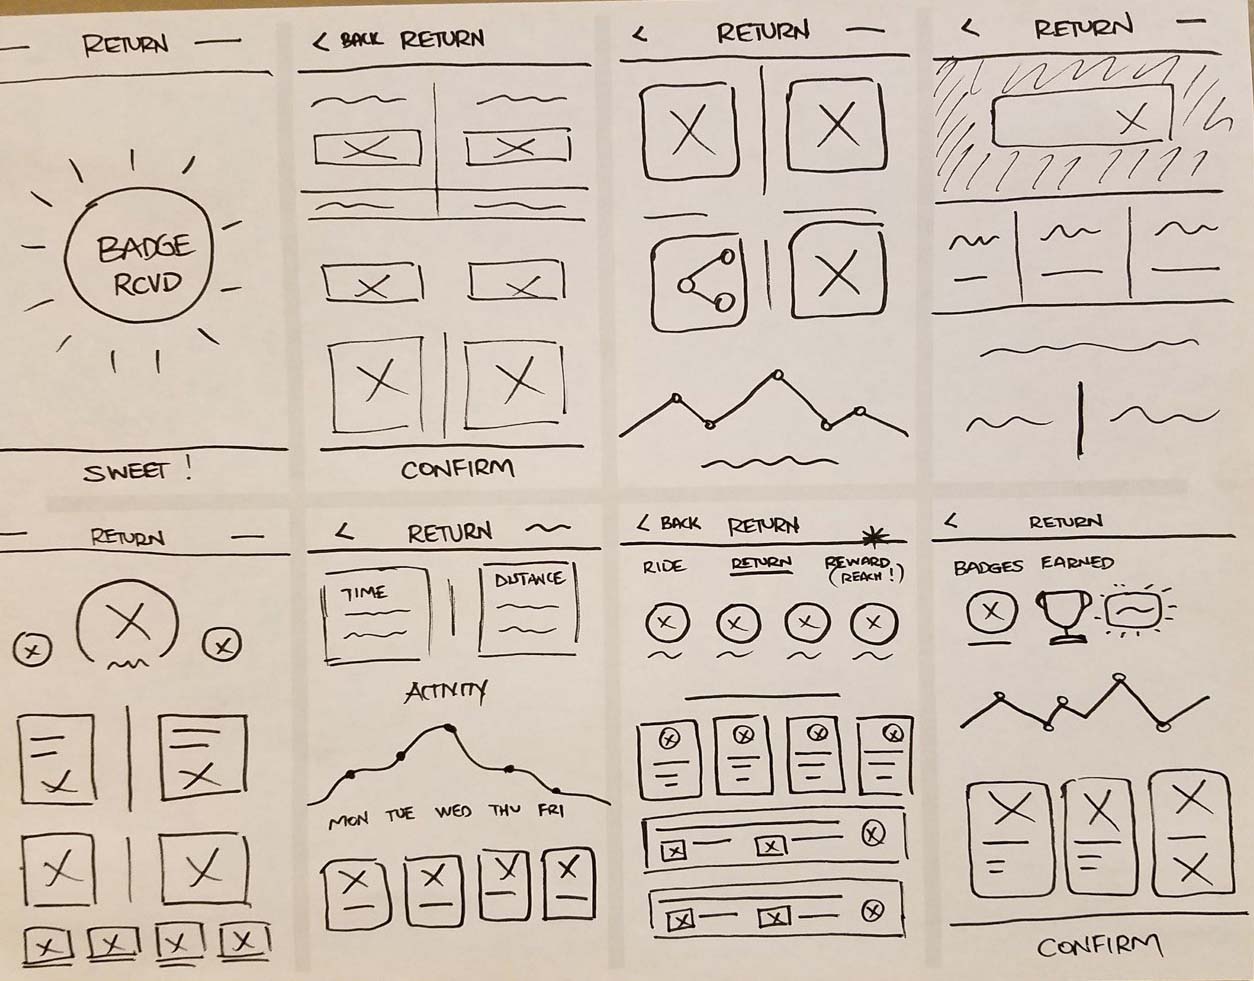 RETURN
BADGE
RCVD
SWEET!
< BACK RETURN
CONFIRM
< RETURN
< RETURN
RETURN
< RETURN
TIME
DISTANCE
ACTIVITY
MON TUE WED THU FRI
< BACK RETURN
RIDE RETURN REWARD
(REACH!)
< RETURN
BADGES EARNED
CONFIRM